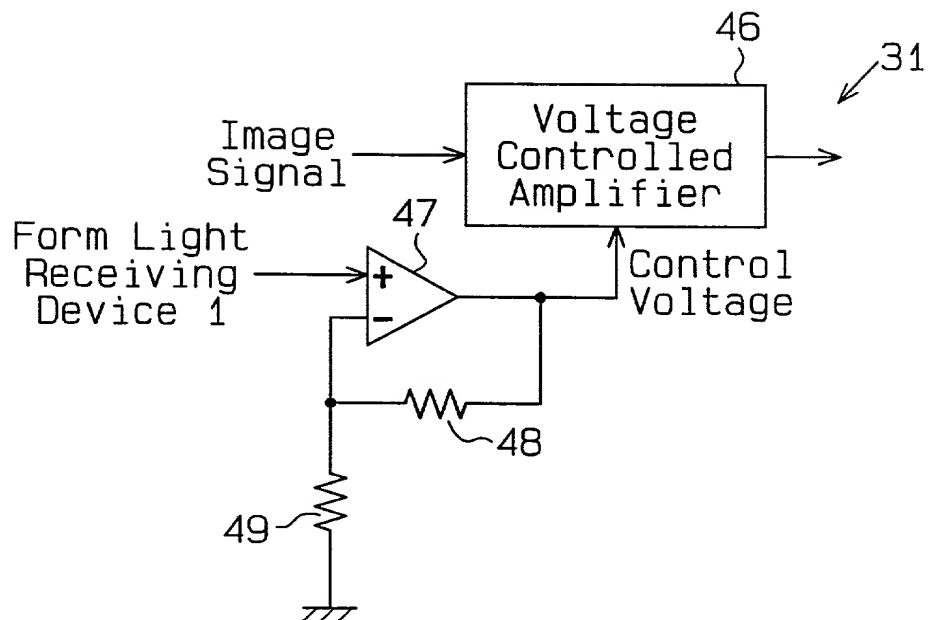 46
31
Voltage
Controlled
Amplifier
Image
Signal
47
Form Light
Receiving
Device 1
+
−
Control
Voltage
48
49